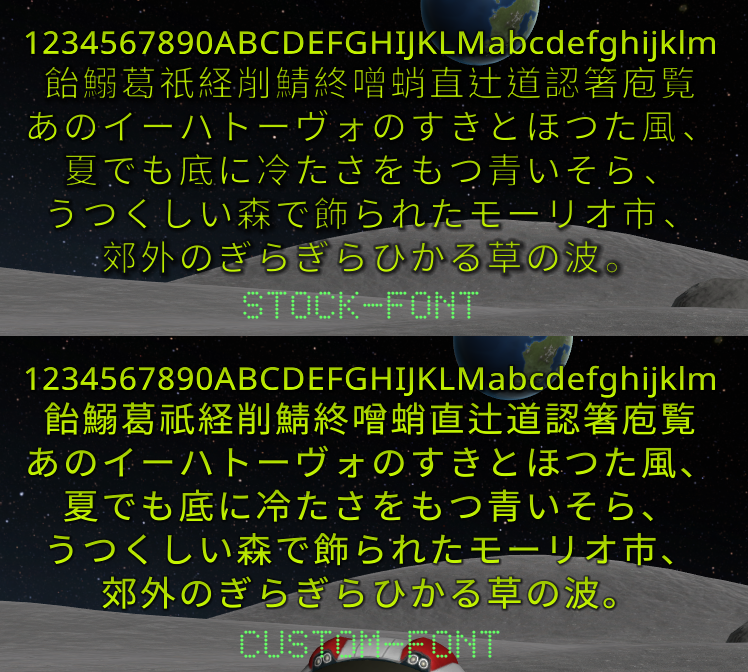 1234567890ABCDEFGHIJKLMabcdefghijklm
飴鰯葛祇経削鯖終噌蛸直辻道認箸庖覧
あのイーハトーヴォのすきとほつた風、
夏でも底に冷たさをもつ青いそら、
うつくしい森で飾られたモーリオ市、
郊外のぎらぎらひかる草の波。
STOCK-FONT
1234567890ABCDEFGHIJKLMabcdefghijklm
飴鰯葛祇経削鯖終噌蛸直辻道認箸庖覧
あのイーハトーヴォのすきとほつた風、
夏でも底に冷たさをもつ青いそら、
うつくしい森で飾られたモーリオ市、
郊外のぎらぎらひかる草の波。
CUSTOM-FONT